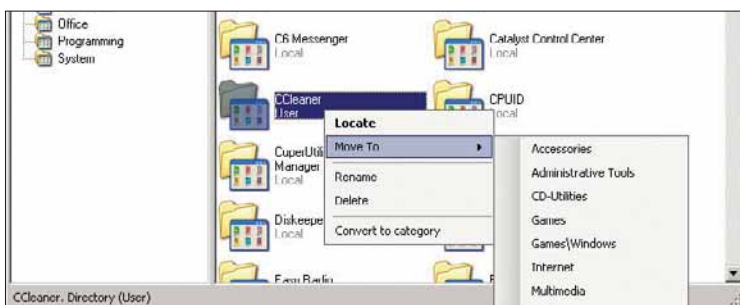 Office
Programming
System
C6 Messenger
Local
Catalyst Control Center
Local
CCleaner
User
CPUID
Local
Manager
Local
Local
Locate
Move To
Rename
Delete
Convert to category
Accessories
Administrative Tools
CD-Utilities
Games
Games\Windows
Internet
Multimedia
CCleaner. Directory (User)